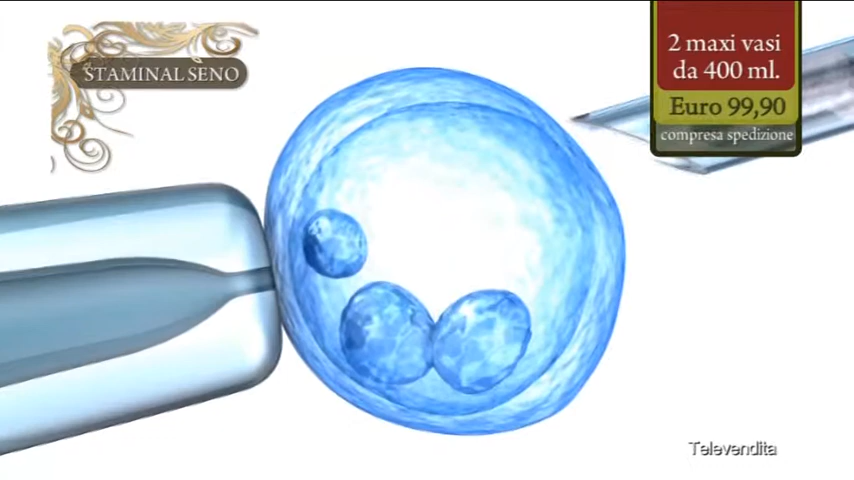 STAMINAL SENO
2 maxi vasi
da 400 ml.
Euro 99,90
compresa spedizione
Televendita